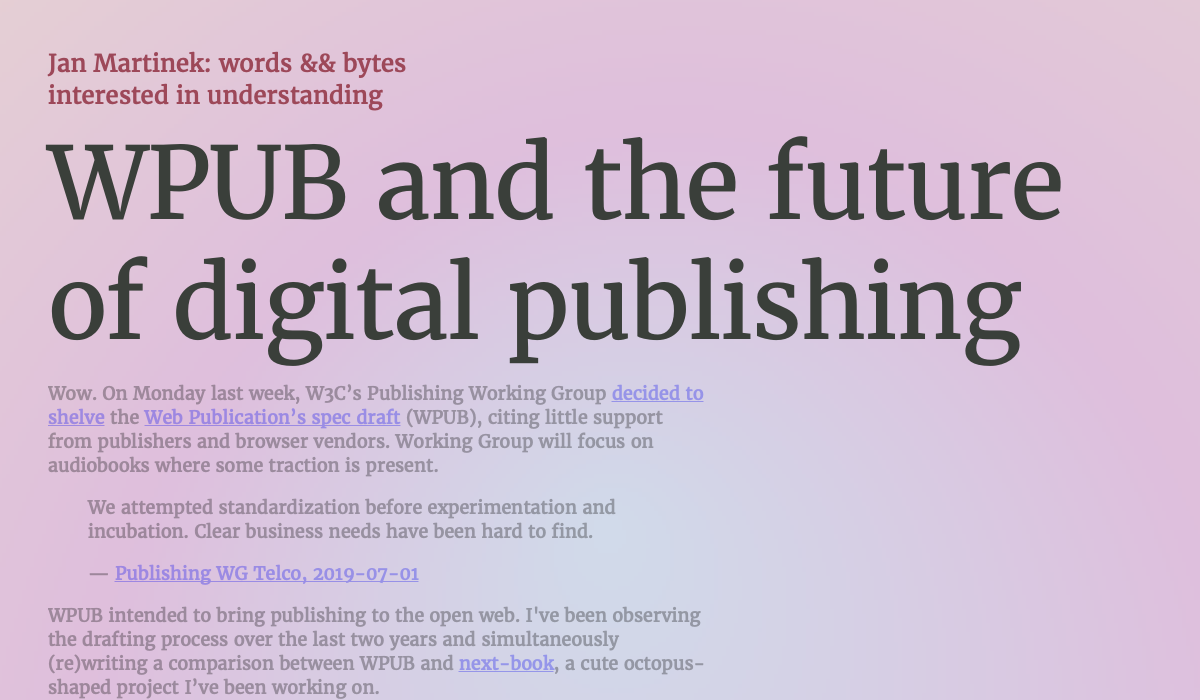 Jan Martinek: words && bytes
interested in understanding
WPUB and the future
of digital publishing
Wow. On Monday last week, W3C’s Publishing Working Group decided to
shelve the Web Publication’s spec draft (WPUB), citing little support
from publishers and browser vendors. Working Group will focus on
audiobooks where some traction is present.
We attempted standardization before experimentation and
incubation. Clear business needs have been hard to find.
— Publishing WG Telco, 2019-07-01
WPUB intended to bring publishing to the open web. I've been observing
the drafting process over the last two years and simultaneously
(re)writing a comparison between WPUB and next-book, a cute octopus-
shaped project I’ve been working on.